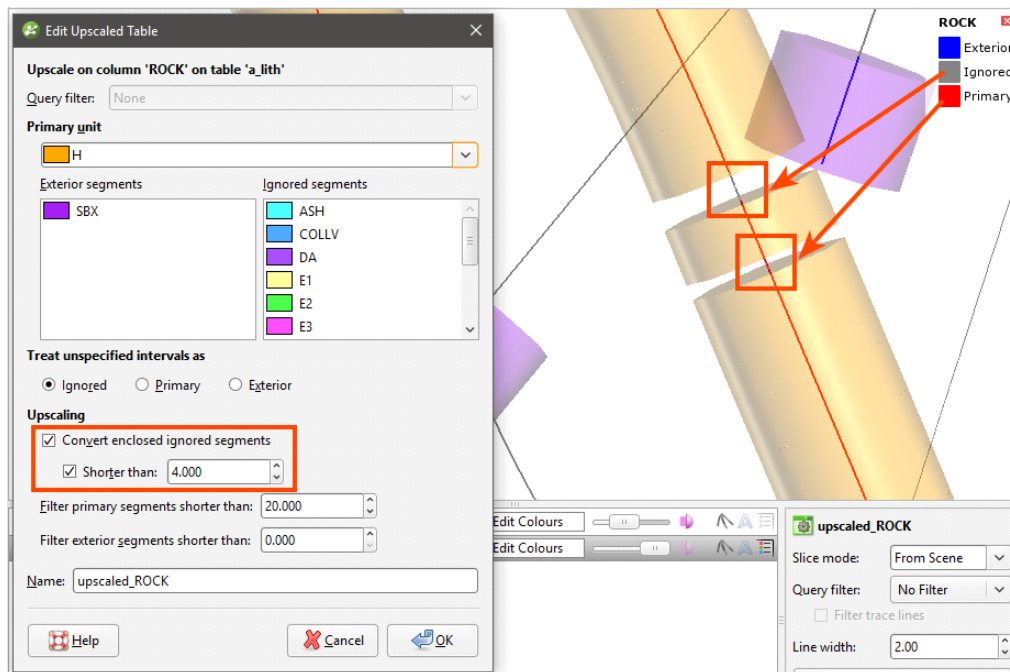 Edit Upscaled Table
Upscale on column 'ROCK' on table 'a_lith'
Query filter: None
Primary unit
H
Exterior segments Ignored segments
SBX ASH
COLLV
DA
E1
E2
E3
Treat unspecified intervals as
Ignored Primary Exterior
Upscaling
Convert enclosed ignored segments
Shorter than: 4.000
Filter primary segments shorter than: 20.000
Filter exterior segments shorter than: 0.000
Name: upscaled_ROCK
Help Cancel OK
ROCK
Exterior
Ignored
Primary
Edit Colours
Edit Colours
upscaled_ROCK
Slice mode: From Scene
Query filter: No Filter
Filter trace lines
Line width: 2.00